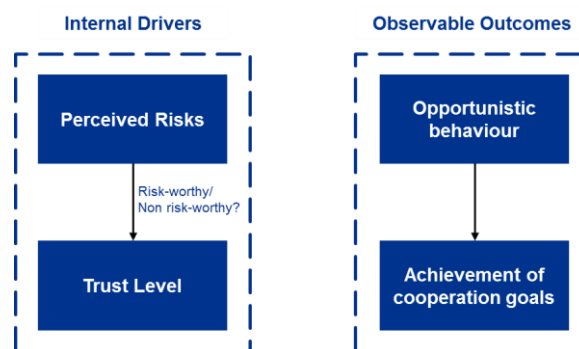 Internal Drivers
Perceived Risks
Risk-worthy/
Non risk-worthy?
Trust Level
Observable Outcomes
Opportunistic
behaviour
Achievement of
cooperation goals